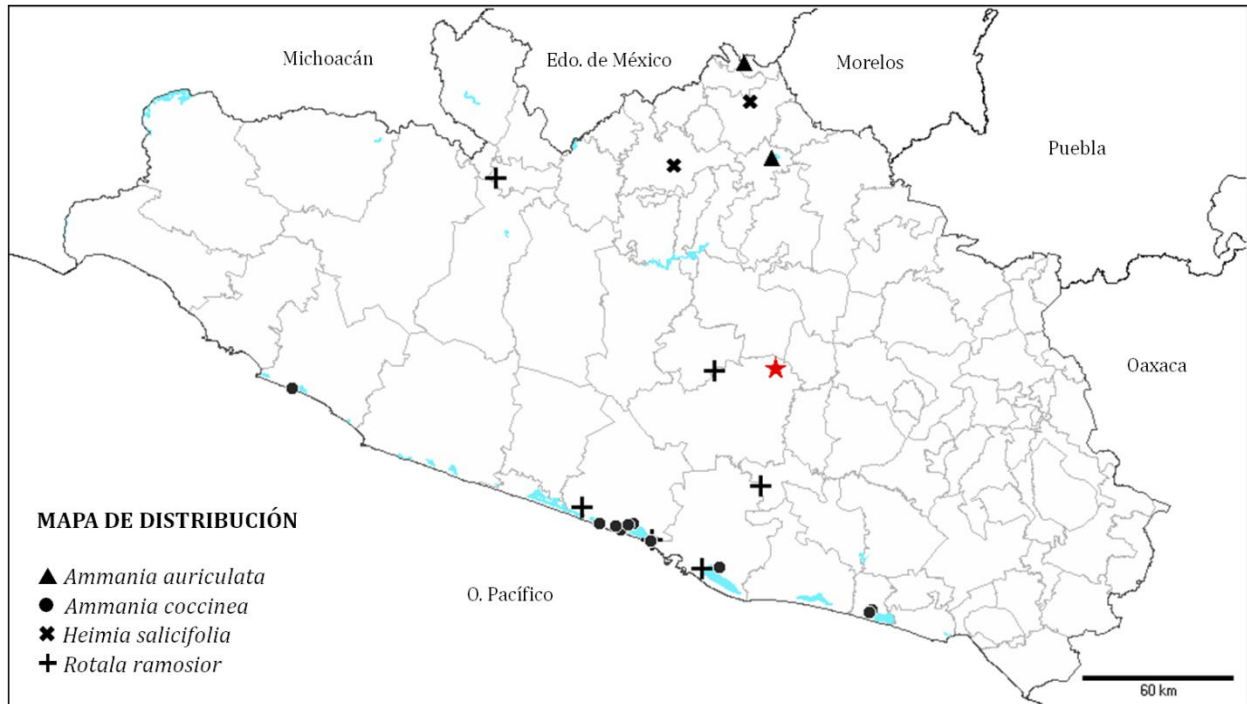 Michoacán
Edo. de México
Morelos
Puebla
Oaxaca
O. Pacífico
MAPA DE DISTRIBUCIÓN
Ammania auriculata
Ammania coccinea
Heimia salicifolia
Rotala ramosior
60 km